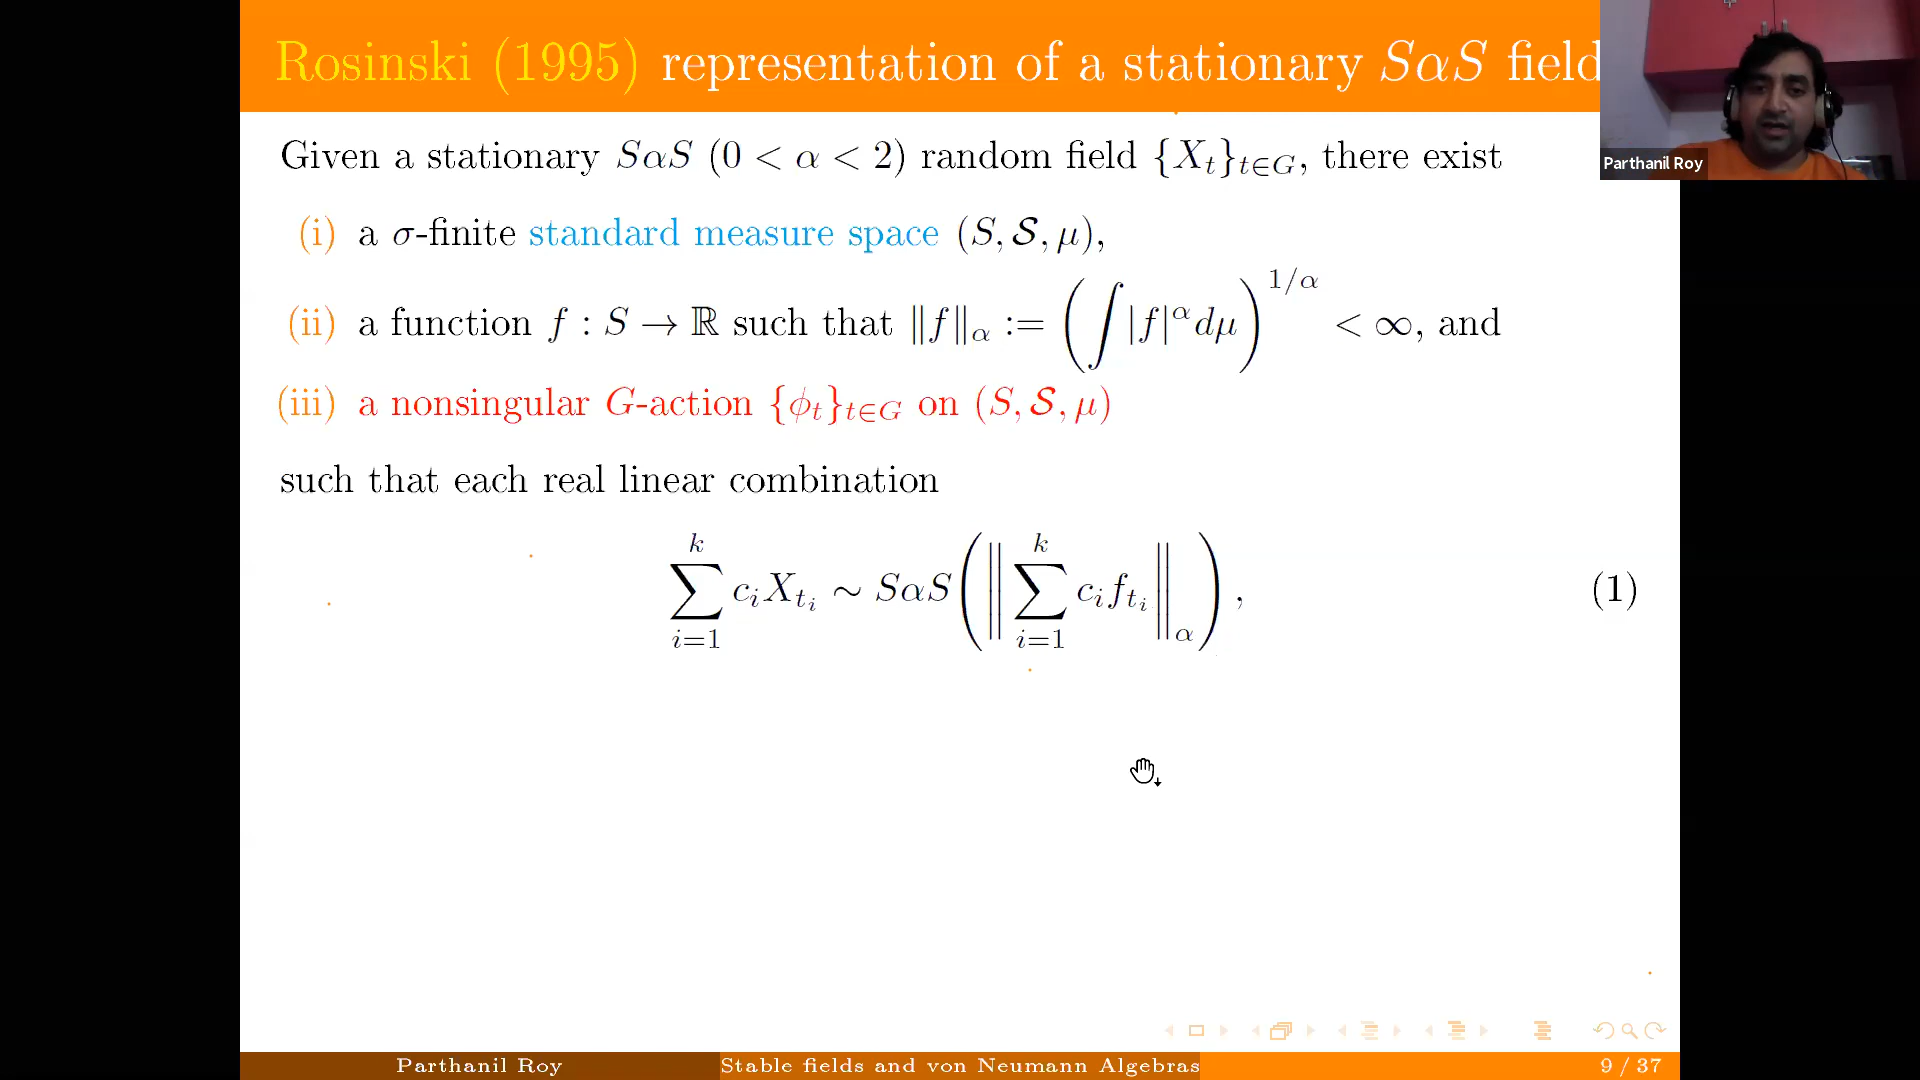 Rosinski (1995) representation of a stationary SαS field
Parthanil Roy
Given a stationary SαS (0 < α < 2) random field {X_t}_{t∈G}, there exist
(i) a σ-finite standard measure space (S, 𝒮, μ),
(ii) a function f : S → ℝ such that ‖f‖_α := (∫|f|^α dμ)^{1/α} < ∞, and
(iii) a nonsingular G-action {ϕ_t}_{t∈G} on (S, 𝒮, μ)
such that each real linear combination
∑_{i=1}^{k} c_i X_{t_i} ∼ SαS(‖∑_{i=1}^{k} c_i f_{t_i}‖_α), (1)
Parthanil Roy Stable fields and von Neumann Algebras 9 / 37